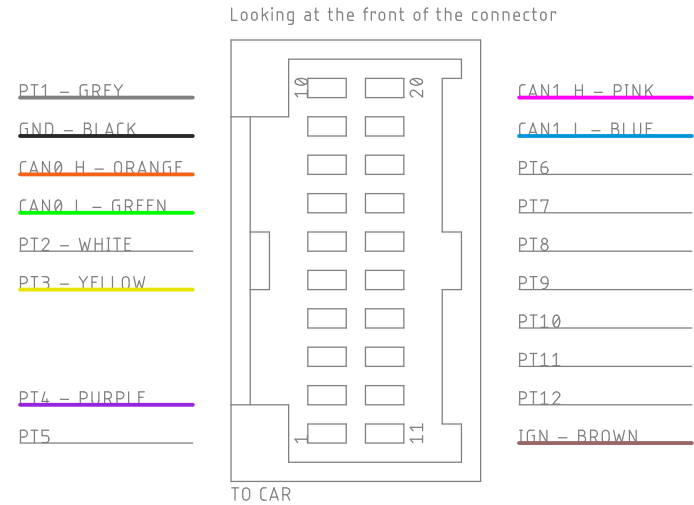 Looking at the front of the connector
PT1 - GREY
GND - BLACK
CAN0 H - ORANGE
CAN0 L - GREEN
PT2 - WHITE
PT3 - YELLOW
PT4 - PURPLE
PT5
10
20
1
11
CAN1 H - PINK
CAN1 L - BLUE
PT6
PT7
PT8
PT9
PT10
PT11
PT12
IGN - BROWN
TO CAR